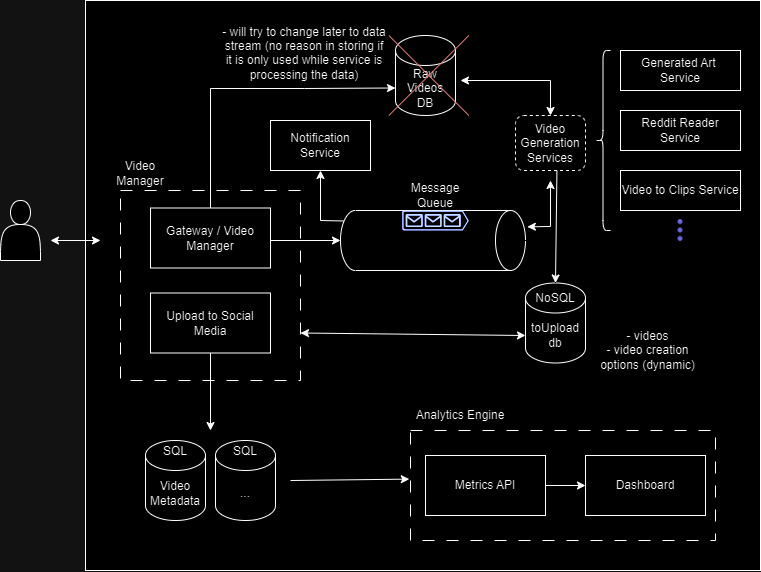 - will try to change later to data
stream (no reason in storing if
it is only used while service is
processing the data)
Raw
Videos
DB
Generated Art
Service
Notification
Service
Video
Generation
Services
Reddit Reader
Service
Video
Manager
Message
Queue
Video to Clips Service
Gateway / Video
Manager
Upload to Social
Media
NoSQL
toUpload
db
- videos
- video creation
options (dynamic)
Analytics Engine
SQL
Video
Metadata
SQL
...
Metrics API
Dashboard